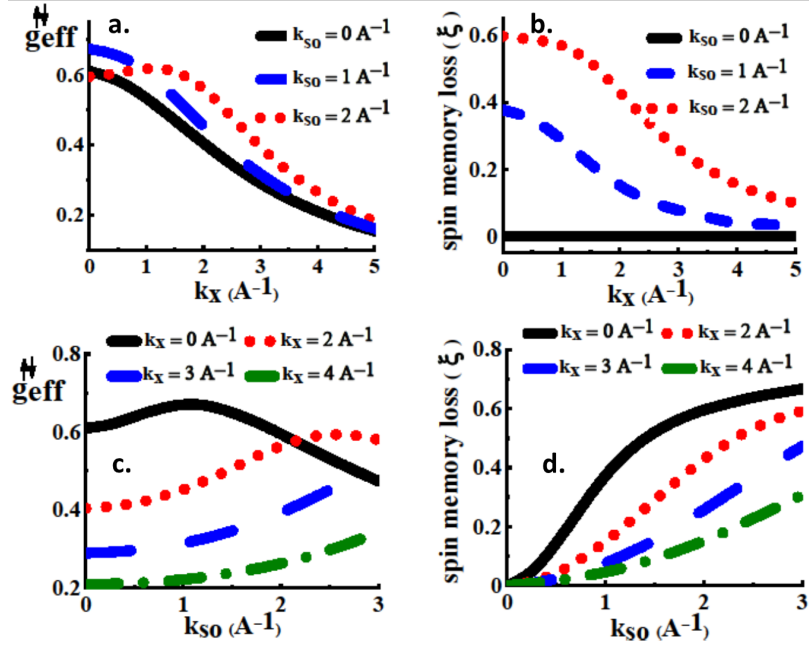 a.
geff
k_SO = 0 A⁻¹
k_SO = 1 A⁻¹
k_SO = 2 A⁻¹
0.6
0.4
0.2
0 1 2 3 4 5
k_X (A⁻¹)
b.
spin memory loss ( ξ )
k_SO = 0 A⁻¹
k_SO = 1 A⁻¹
k_SO = 2 A⁻¹
0.6
0.4
0.2
0
0 1 2 3 4 5
k_X (A⁻¹)
c.
geff
k_X = 0 A⁻¹ k_X = 2 A⁻¹
k_X = 3 A⁻¹ k_X = 4 A⁻¹
0.8
0.6
0.4
0.2
0 1 2 3
k_SO (A⁻¹)
d.
spin memory loss ( ξ )
k_X = 0 A⁻¹ k_X = 2 A⁻¹
k_X = 3 A⁻¹ k_X = 4 A⁻¹
0.8
0.6
0.4
0.2
0
0 1 2 3
k_SO (A⁻¹)